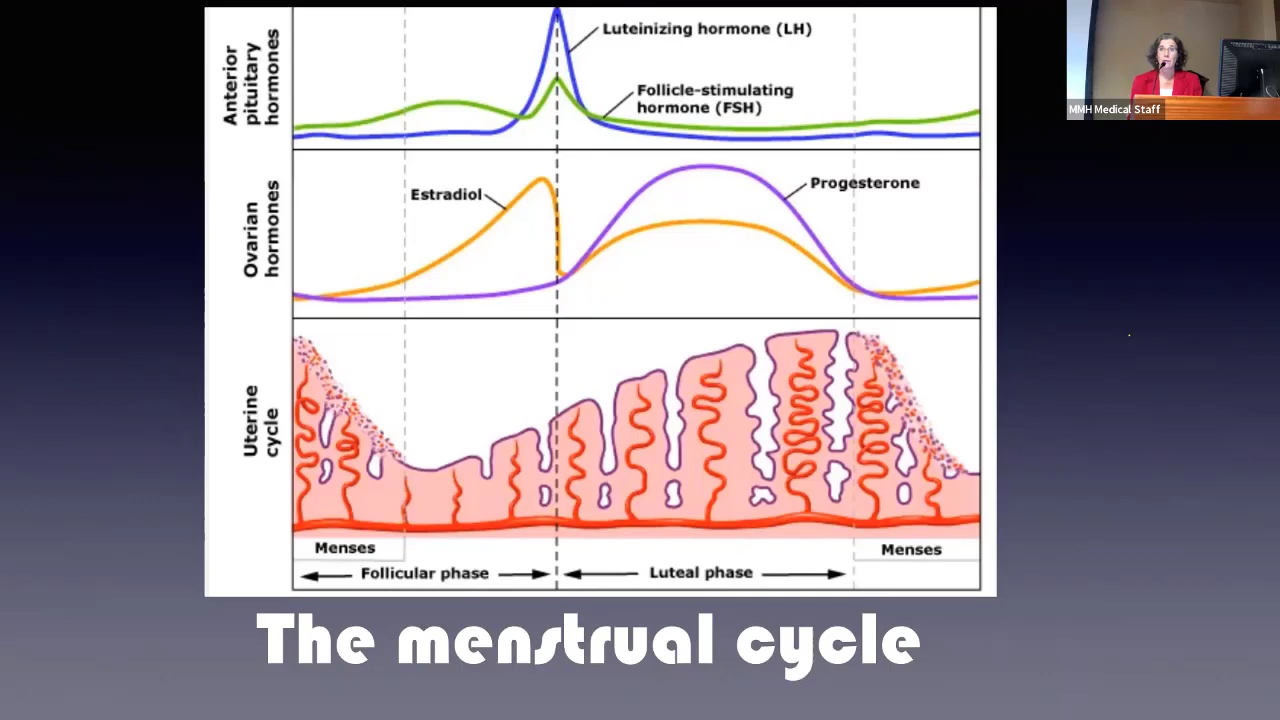 Anterior
pituitary
hormones
Luteinizing hormone (LH)
Follicle-stimulating
hormone (FSH)
MMH Medical Staff
Ovarian
hormones
Estradiol
Progesterone
Uterine
cycle
Menses
Menses
Follicular phase
Luteal phase
The menstrual cycle